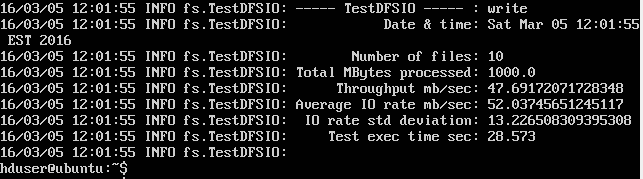 16/03/05 12:01:55 INFO fs.TestDFSIO: ----- TestDFSIO ----- : write
16/03/05 12:01:55 INFO fs.TestDFSIO:            Date & time: Sat Mar 05 12:01:55
 EST 2016
16/03/05 12:01:55 INFO fs.TestDFSIO:        Number of files: 10
16/03/05 12:01:55 INFO fs.TestDFSIO: Total MBytes processed: 1000.0
16/03/05 12:01:55 INFO fs.TestDFSIO:      Throughput mb/sec: 47.69172071728348
16/03/05 12:01:55 INFO fs.TestDFSIO: Average IO rate mb/sec: 52.03745651245117
16/03/05 12:01:55 INFO fs.TestDFSIO:  IO rate std deviation: 13.226508309395308
16/03/05 12:01:55 INFO fs.TestDFSIO:     Test exec time sec: 28.573
16/03/05 12:01:55 INFO fs.TestDFSIO:
hduser@ubuntu:~$